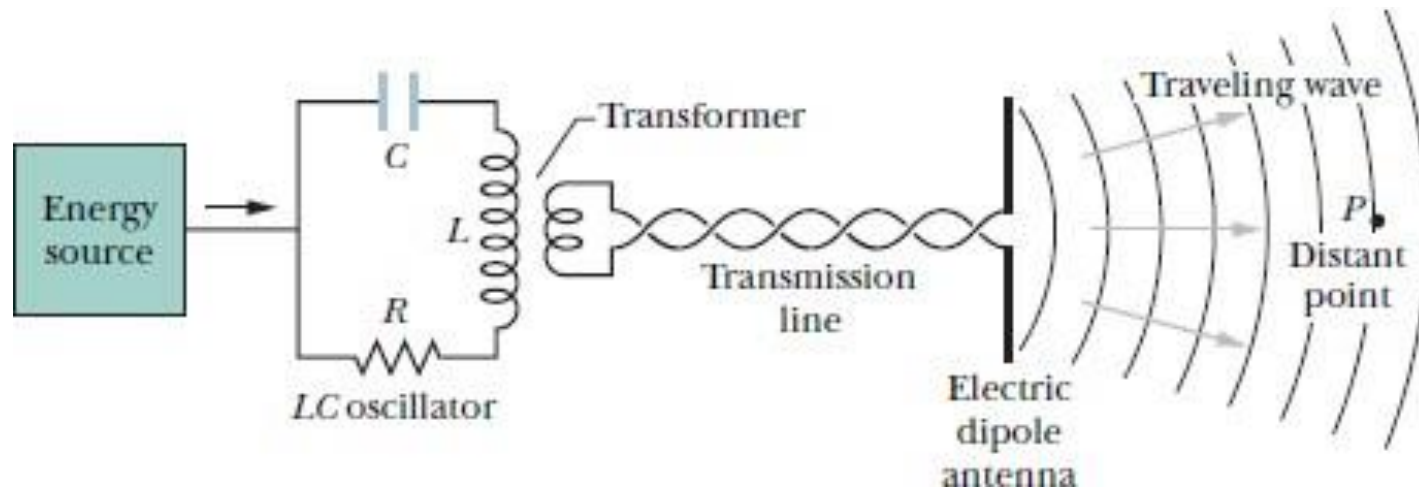 Energy
source
C
L
R
LC oscillator
Transformer
Transmission
line
Electric
dipole
antenna
Traveling wave
P
Distant
point